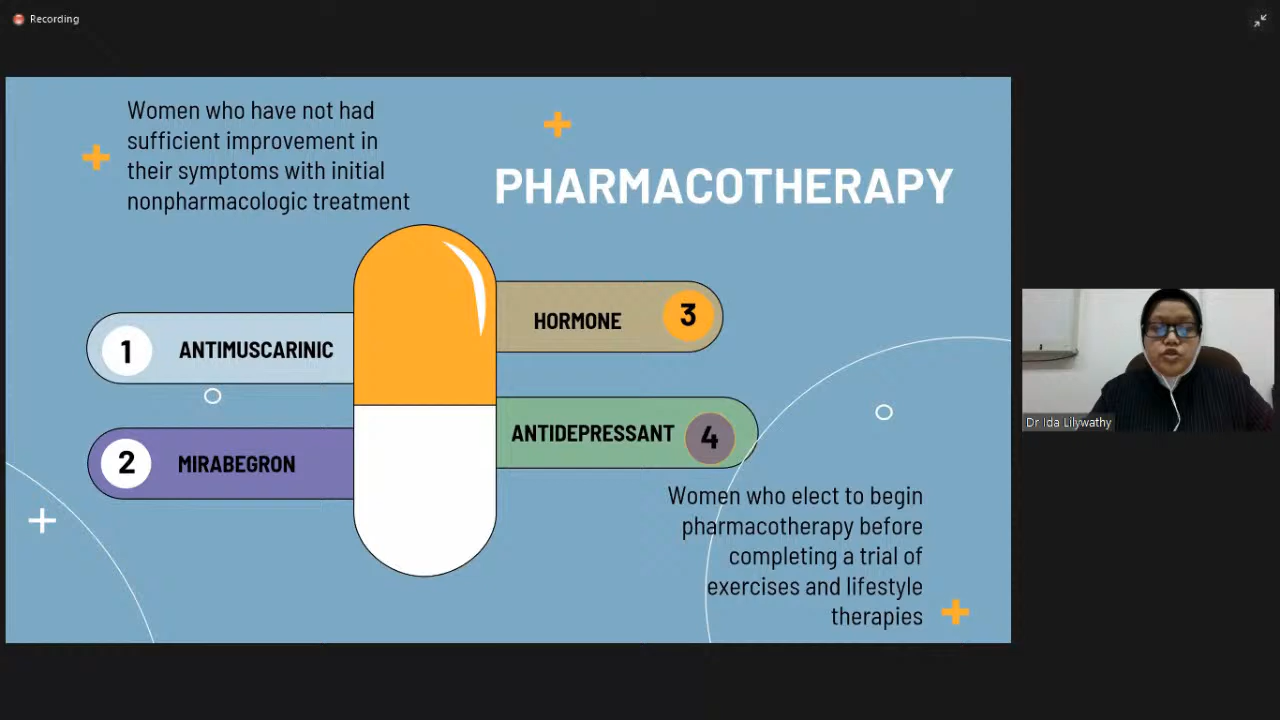 Recording
Women who have not had
sufficient improvement in
their symptoms with initial
nonpharmacologic treatment
PHARMACOTHERAPY
1 ANTIMUSCARINIC
2 MIRABEGRON
HORMONE 3
ANTIDEPRESSANT 4
Women who elect to begin
pharmacotherapy before
completing a trial of
exercises and lifestyle
therapies
Dr Ida Lilywathy